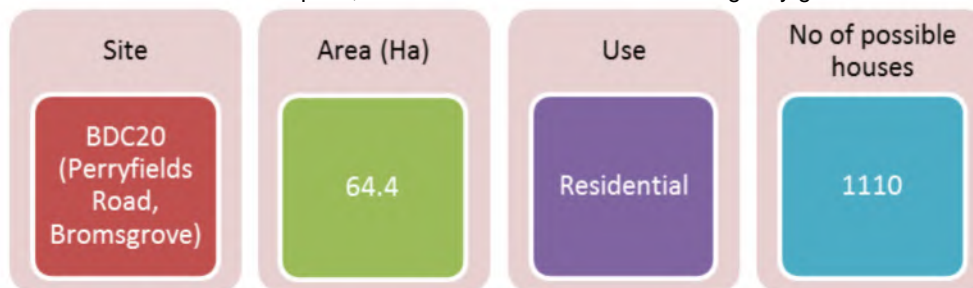 Site
Area (Ha)
Use
No of possible
houses
BDC20
(Perryfields
Road,
Bromsgrove)
64.4
Residential
1110